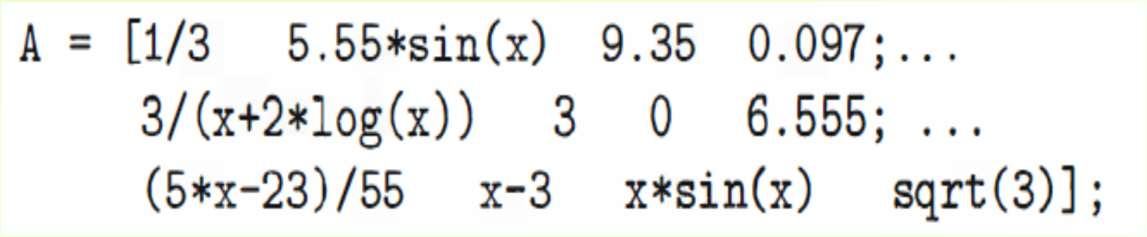 A = [1/3 5.55*sin(x) 9.35 0.097;...
3/(x+2*log(x)) 3 0 6.555; ...
(5*x-23)/55 x-3 x*sin(x) sqrt(3)];